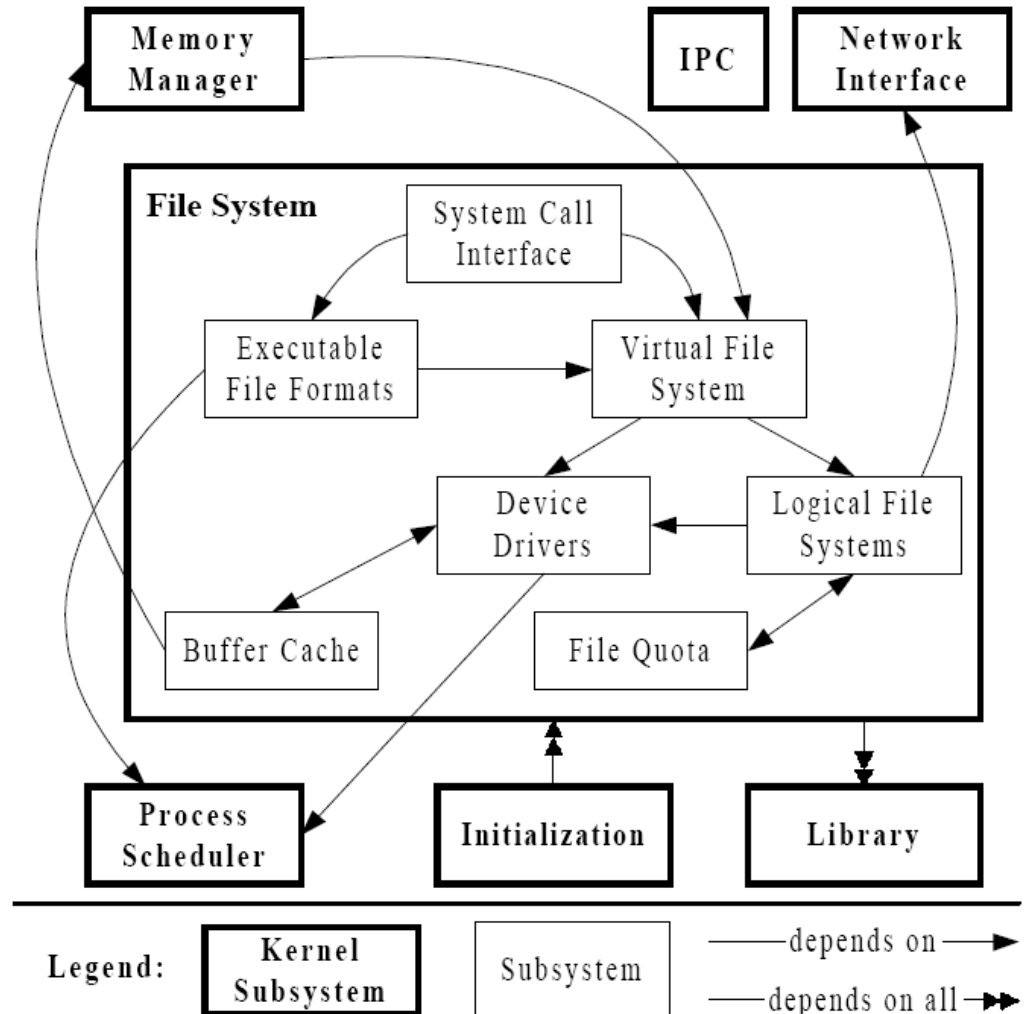 Memory
Manager
IPC
Network
Interface
File System
System Call
Interface
Executable
File Formats
Virtual File
System
Device
Drivers
Logical File
Systems
Buffer Cache
File Quota
Process
Scheduler
Initialization
Library
Legend:
Kernel
Subsystem
Subsystem
depends on
depends on all